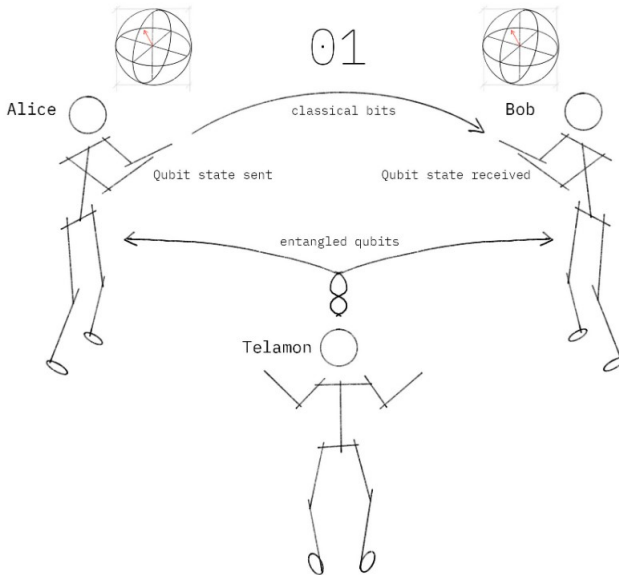 01
Alice
Bob
classical bits
Qubit state sent
Qubit state received
entangled qubits
Telamon